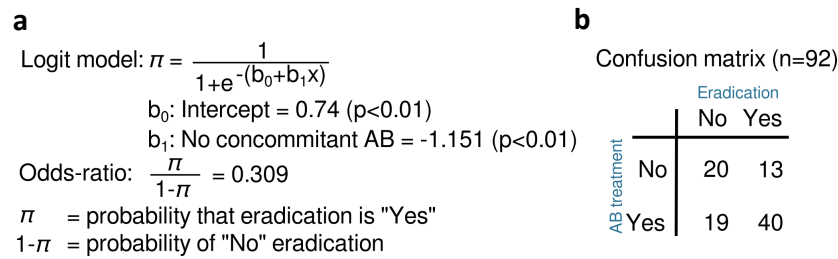 a
Logit model: π = 1 / 1+e^-(b₀+b₁x)
b₀: Intercept = 0.74 (p<0.01)
b₁: No concommitant AB = -1.151 (p<0.01)
Odds-ratio: π / 1-π = 0.309
π = probability that eradication is "Yes"
1-π = probability of "No" eradication
b
Confusion matrix (n=92)
Eradication
No Yes
AB treatment
No 20 13
Yes 19 40